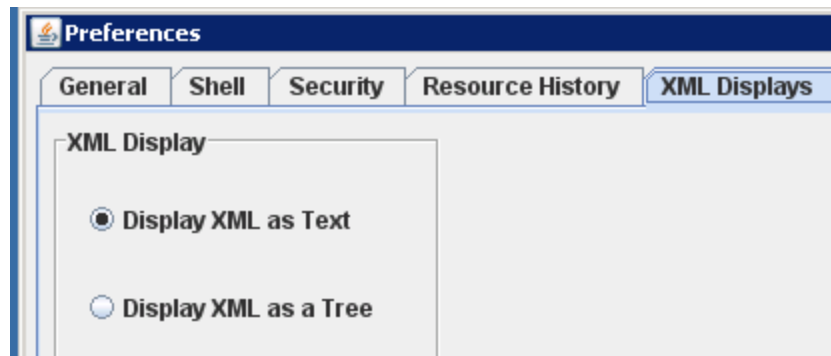 Preferences
General Shell Security Resource History XML Displays
XML Display
Display XML as Text
Display XML as a Tree